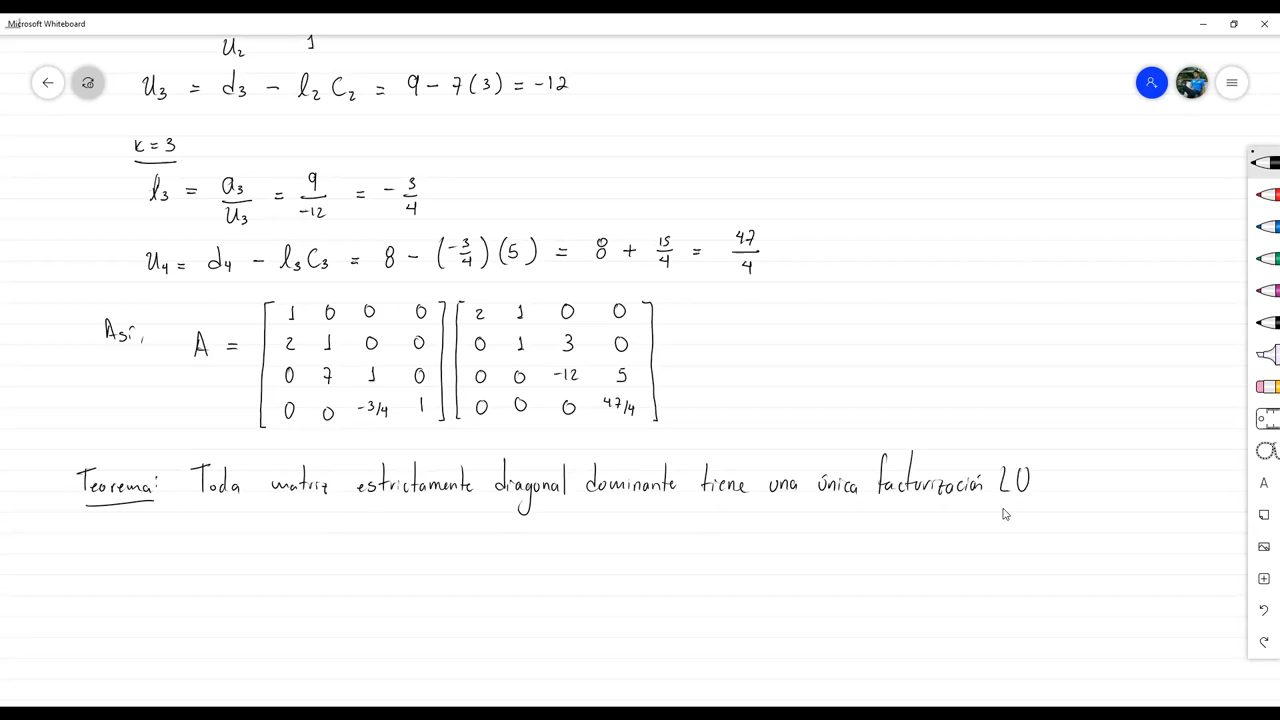 Microsoft Whiteboard
u₂ 1
u₃ = d₃ - l₂ c₂ = 9 - 7(3) = -12
k = 3
l₃ = a₃/u₃ = 9/-12 = - 3/4
u₄ = d₄ - l₃c₃ = 8 - (-3/4)(5) = 8 + 15/4 = 47/4
Así, A = [1 0 0 0] [2 1 0 0]
2 1 0 0 0 1 3 0
0 7 1 0 0 0 -12 5
0 0 -3/4 1 0 0 0 47/4
Teorema: Toda matriz estrictamente diagonal dominante tiene una única factorización LU
A